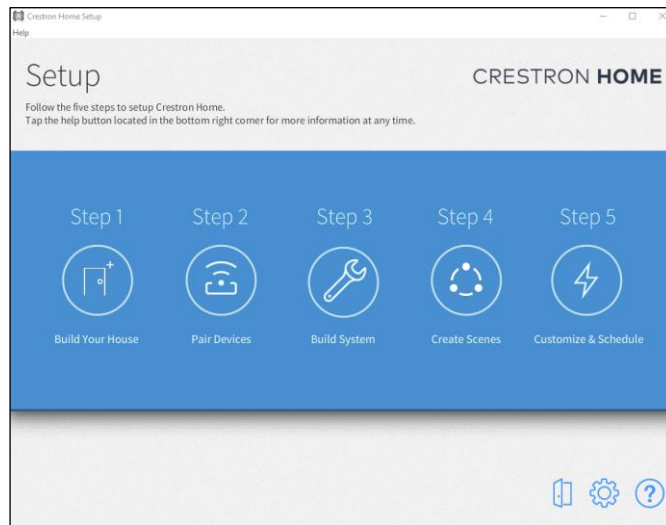 Crestron Home Setup
Help
Setup
CRESTRON HOME
Follow the five steps to setup Crestron Home.
Tap the help button located in the bottom right corner for more information at any time.
Step 1
Step 2
Step 3
Step 4
Step 5
Build Your House
Pair Devices
Build System
Create Scenes
Customize & Schedule
?